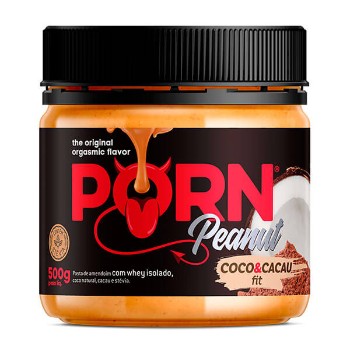 the original
orgasmic flavor
PORN®
Peanut
COCO&CACAU
fit
500g
Pasta de amendoim com whey isolado,
coco natural, cacau e stévia.